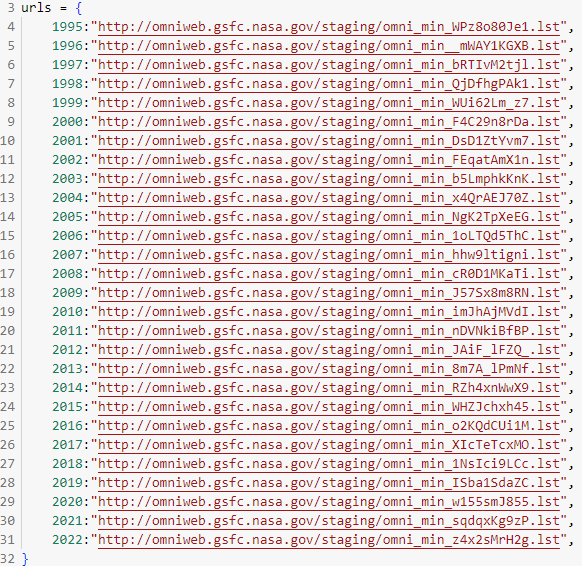 3 urls = {
4 1995:"http://omniweb.gsfc.nasa.gov/staging/omni_min_WPz8o80Je1.lst",
5 1996:"http://omniweb.gsfc.nasa.gov/staging/omni_min__mWAY1KGXB.lst",
6 1997:"http://omniweb.gsfc.nasa.gov/staging/omni_min_bRTIvM2tjl.lst",
7 1998:"http://omniweb.gsfc.nasa.gov/staging/omni_min_QjDfhgPAk1.lst",
8 1999:"http://omniweb.gsfc.nasa.gov/staging/omni_min_WUi62Lm_z7.lst",
9 2000:"http://omniweb.gsfc.nasa.gov/staging/omni_min_F4C29n8rDa.lst",
10 2001:"http://omniweb.gsfc.nasa.gov/staging/omni_min_DsD1ZtYvm7.lst",
11 2002:"http://omniweb.gsfc.nasa.gov/staging/omni_min_FEqatAmX1n.lst",
12 2003:"http://omniweb.gsfc.nasa.gov/staging/omni_min_b5LmphkKnK.lst",
13 2004:"http://omniweb.gsfc.nasa.gov/staging/omni_min_x4QrAEJ70Z.lst",
14 2005:"http://omniweb.gsfc.nasa.gov/staging/omni_min_NgK2TpXeEG.lst",
15 2006:"http://omniweb.gsfc.nasa.gov/staging/omni_min_1oLTQd5ThC.lst",
16 2007:"http://omniweb.gsfc.nasa.gov/staging/omni_min_hhw9ltigni.lst",
17 2008:"http://omniweb.gsfc.nasa.gov/staging/omni_min_cR0D1MKaTi.lst",
18 2009:"http://omniweb.gsfc.nasa.gov/staging/omni_min_J57Sx8m8RN.lst",
19 2010:"http://omniweb.gsfc.nasa.gov/staging/omni_min_imJhAjMVdI.lst",
20 2011:"http://omniweb.gsfc.nasa.gov/staging/omni_min_nDVNkiBfBP.lst",
21 2012:"http://omniweb.gsfc.nasa.gov/staging/omni_min_JAiF_lFZQ_.lst",
22 2013:"http://omniweb.gsfc.nasa.gov/staging/omni_min_8m7A_lPmNf.lst",
23 2014:"http://omniweb.gsfc.nasa.gov/staging/omni_min_RZh4xnWwX9.lst",
24 2015:"http://omniweb.gsfc.nasa.gov/staging/omni_min_WHZJchxh45.lst",
25 2016:"http://omniweb.gsfc.nasa.gov/staging/omni_min_o2KQdCUi1M.lst",
26 2017:"http://omniweb.gsfc.nasa.gov/staging/omni_min_XIcTeTcxMO.lst",
27 2018:"http://omniweb.gsfc.nasa.gov/staging/omni_min_1NsIci9LCc.lst",
28 2019:"http://omniweb.gsfc.nasa.gov/staging/omni_min_ISba1SdaZC.lst",
29 2020:"http://omniweb.gsfc.nasa.gov/staging/omni_min_w155smJ855.lst",
30 2021:"http://omniweb.gsfc.nasa.gov/staging/omni_min_sqdqxKg9zP.lst",
31 2022:"http://omniweb.gsfc.nasa.gov/staging/omni_min_z4x2sMrH2g.lst",
32 }